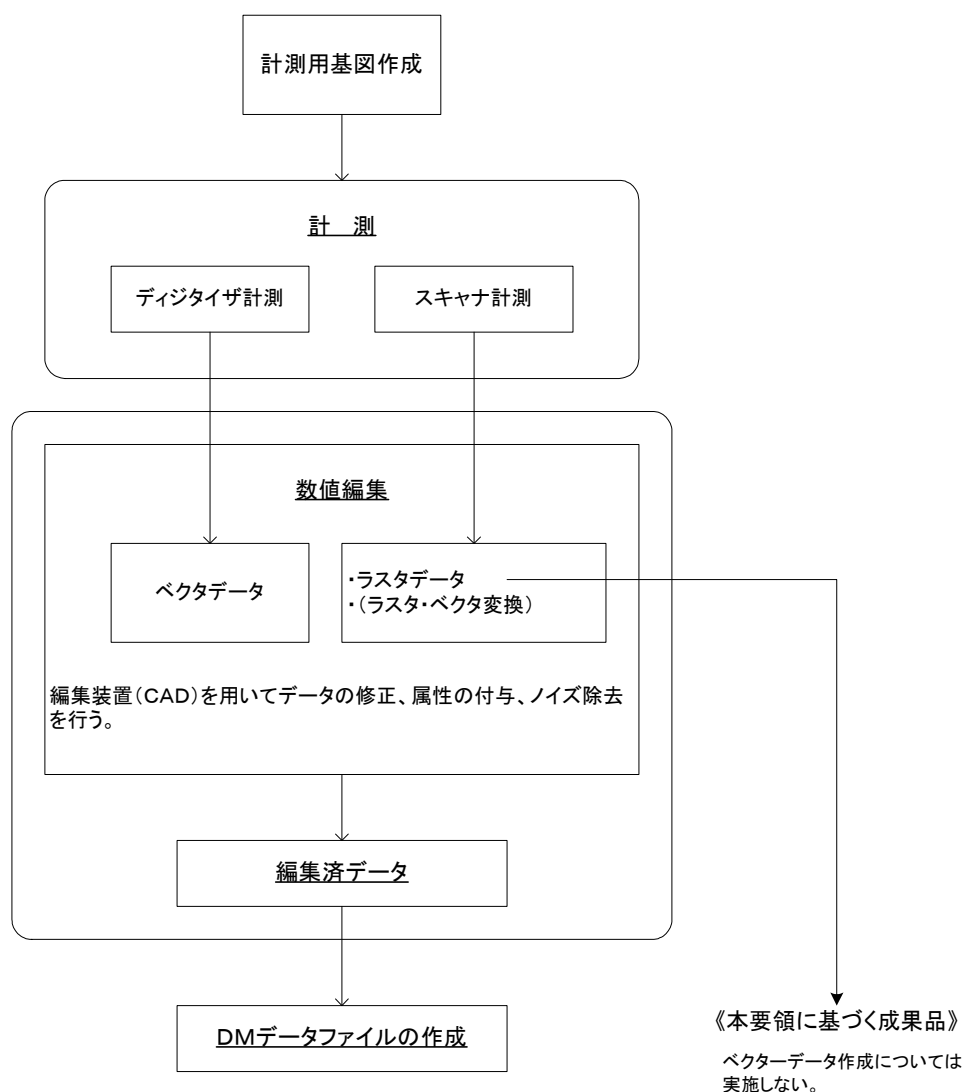 計測用基図作成
計　測
ディジタイザ計測
スキャナ計測
数値編集
ベクタデータ
・ラスタデータ
・（ラスタ・ベクタ変換）
編集装置（CAD）を用いてデータの修正、属性の付与、ノイズ除去
を行う。
編集済データ
DMデータファイルの作成
《本要領に基づく成果品》
ベクターデータ作成については
実施しない。